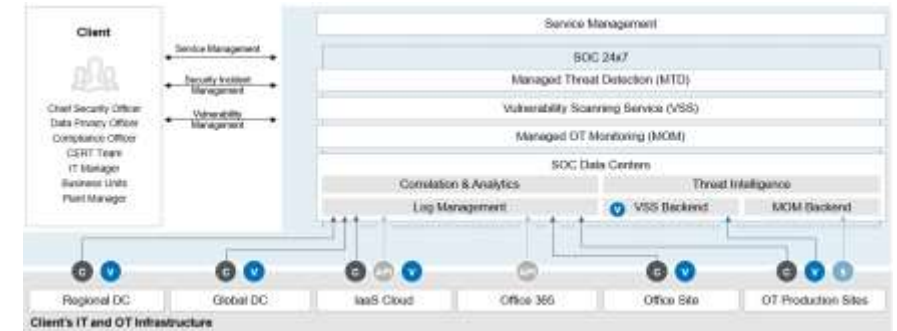 Client
Chief Security Officer
Data Privacy Officer
Compliance Officer
CERT Team
IT Manager
Business Units
Plant Manager
Service Management
Security Incident
Management
Vulnerability
Management
Service Management
SOC 24x7
Managed Threat Detection (MTD)
Vulnerability Scanning Service (VSS)
Managed OT Monitoring (MOM)
SOC Data Centers
Correlation & Analytics
Threat Intelligence
Log Management
V VSS Backend
MOM Backend
C V
C V
C API V
API
C V
C V
Regional DC
Global DC
IaaS Cloud
Office 365
Office Site
OT Production Sites
Client's IT and OT Infrastructure